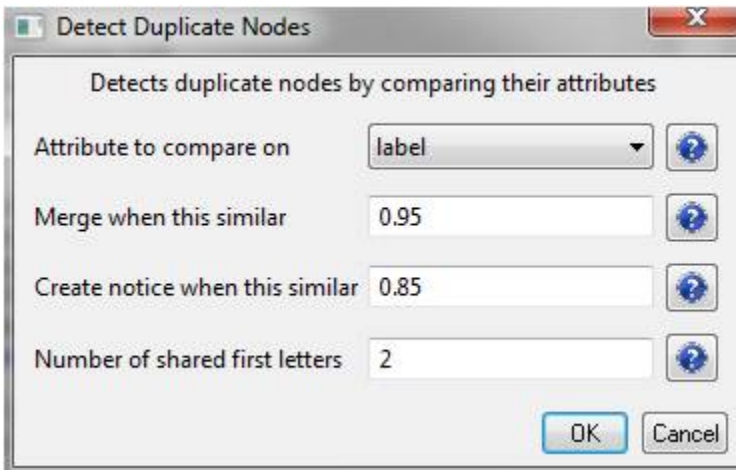 Detect Duplicate Nodes
Detects duplicate nodes by comparing their attributes
Attribute to compare on label
Merge when this similar 0.95
Create notice when this similar 0.85
Number of shared first letters 2
OK Cancel